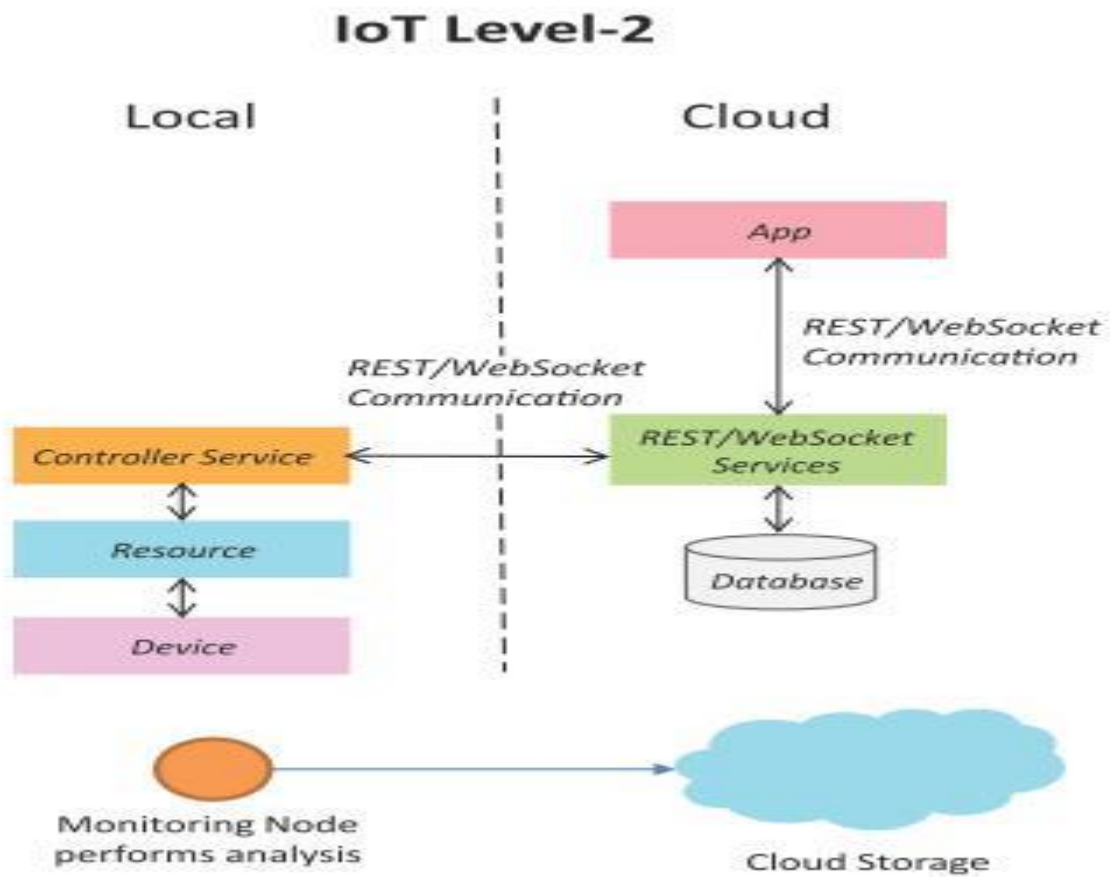 IoT Level-2
Local
Cloud
App
REST/WebSocket
Communication
REST/WebSocket
Communication
Controller Service
REST/WebSocket
Services
Resource
Database
Device
Monitoring Node
performs analysis
Cloud Storage